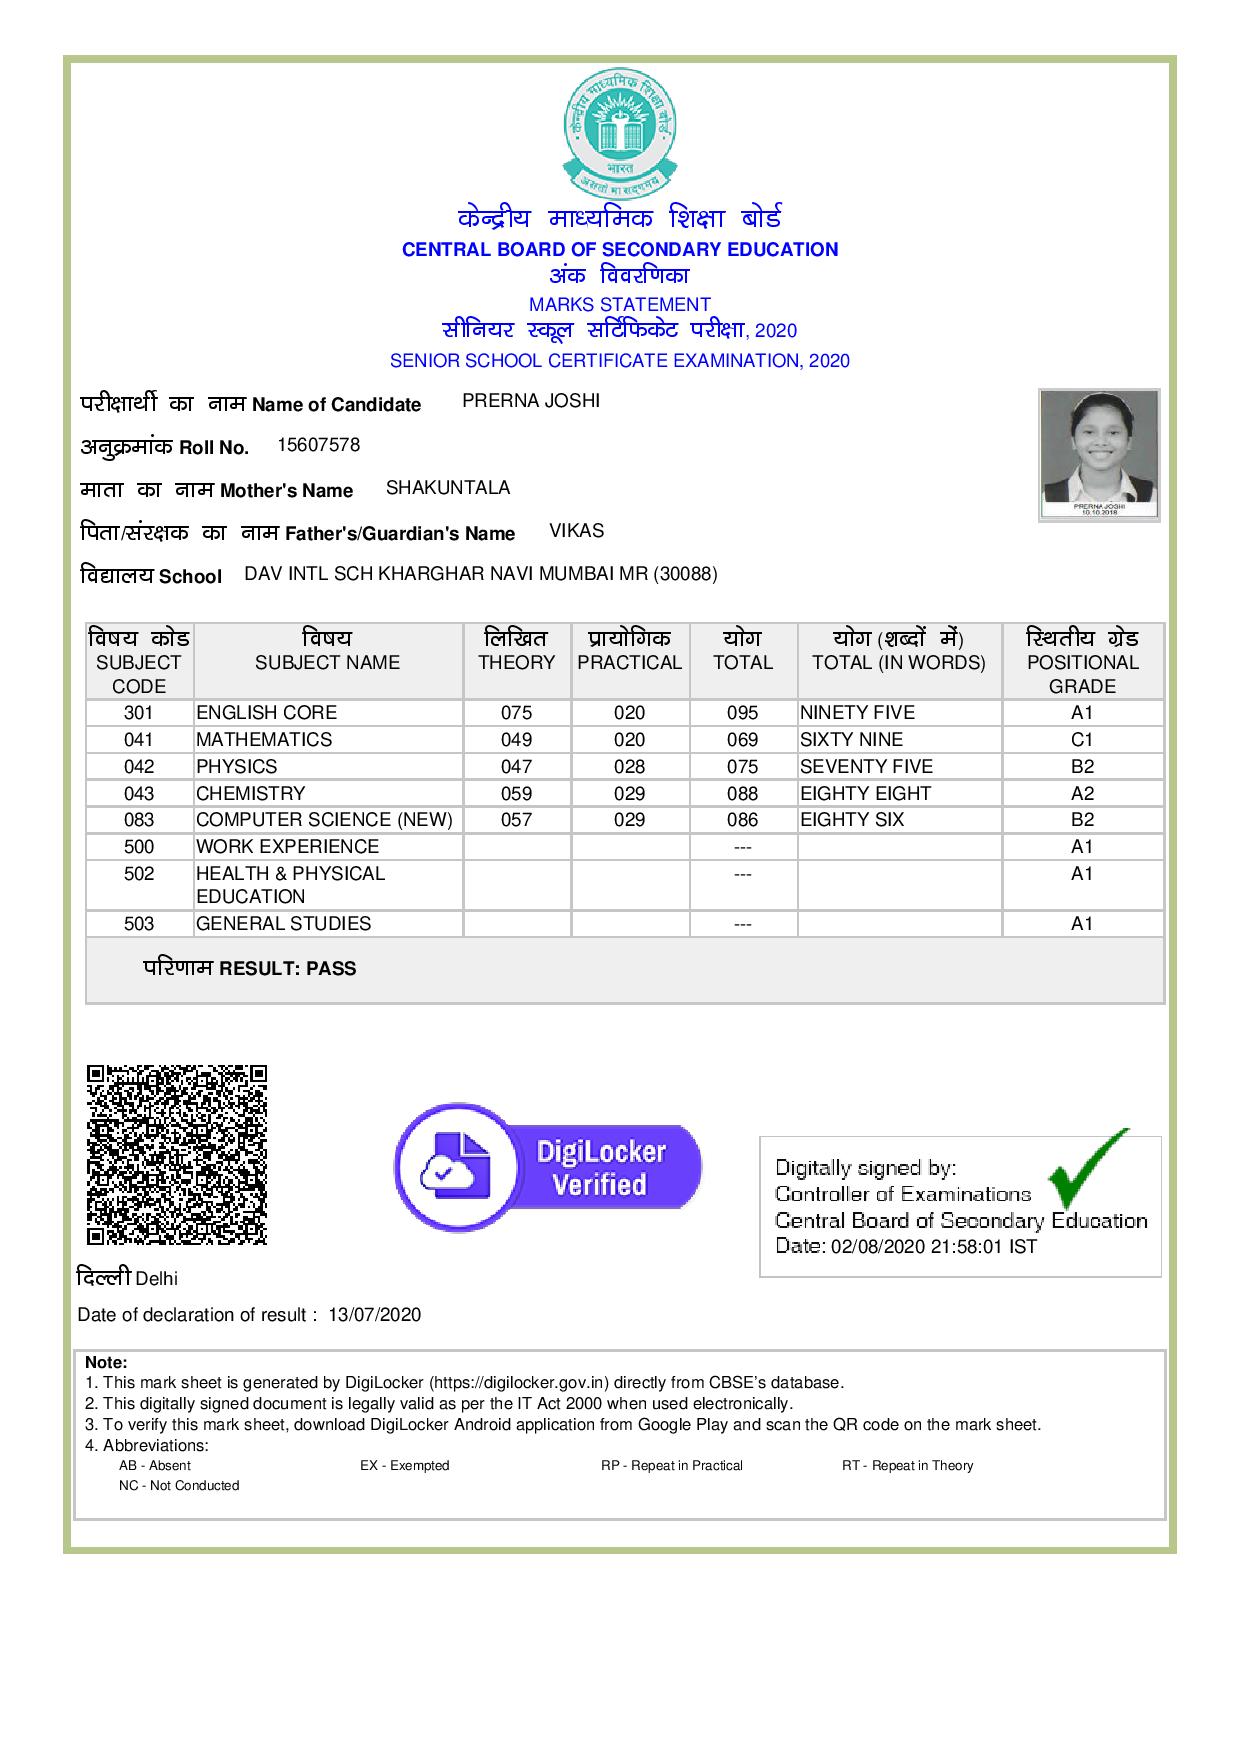 केन्द्रीय माध्यमिक शिक्षा बोर्ड
भारत
असतो मा सद्गमय
केन्द्रीय माध्यमिक शिक्षा बोर्ड
CENTRAL BOARD OF SECONDARY EDUCATION
अंक विवरणिका
MARKS STATEMENT
सीनियर स्कूल सर्टिफिकेट परीक्षा, 2020
SENIOR SCHOOL CERTIFICATE EXAMINATION, 2020
परीक्षार्थी का नाम Name of Candidate PRERNA JOSHI
अनुक्रमांक Roll No. 15607578
माता का नाम Mother's Name SHAKUNTALA
पिता/संरक्षक का नाम Father's/Guardian's Name VIKAS
विद्यालय School DAV INTL SCH KHARGHAR NAVI MUMBAI MR (30088)
PRERNA JOSHI
10.10.2018
विषय कोड विषय लिखित प्रायोगिक योग योग (शब्दों में) स्थितीय ग्रेड
SUBJECT SUBJECT NAME THEORY PRACTICAL TOTAL TOTAL (IN WORDS) POSITIONAL
CODE GRADE
301 ENGLISH CORE 075 020 095 NINETY FIVE A1
041 MATHEMATICS 049 020 069 SIXTY NINE C1
042 PHYSICS 047 028 075 SEVENTY FIVE B2
043 CHEMISTRY 059 029 088 EIGHTY EIGHT A2
083 COMPUTER SCIENCE (NEW) 057 029 086 EIGHTY SIX B2
500 WORK EXPERIENCE --- A1
502 HEALTH & PHYSICAL --- A1
EDUCATION
503 GENERAL STUDIES --- A1
परिणाम RESULT: PASS
DigiLocker
Verified
Digitally signed by:
Controller of Examinations
Central Board of Secondary Education
Date: 02/08/2020 21:58:01 IST
दिल्ली Delhi
Date of declaration of result : 13/07/2020
Note:
1. This mark sheet is generated by DigiLocker (https://digilocker.gov.in) directly from CBSE's database.
2. This digitally signed document is legally valid as per the IT Act 2000 when used electronically.
3. To verify this mark sheet, download DigiLocker Android application from Google Play and scan the QR code on the mark sheet.
4. Abbreviations:
AB - Absent EX - Exempted RP - Repeat in Practical RT - Repeat in Theory
NC - Not Conducted